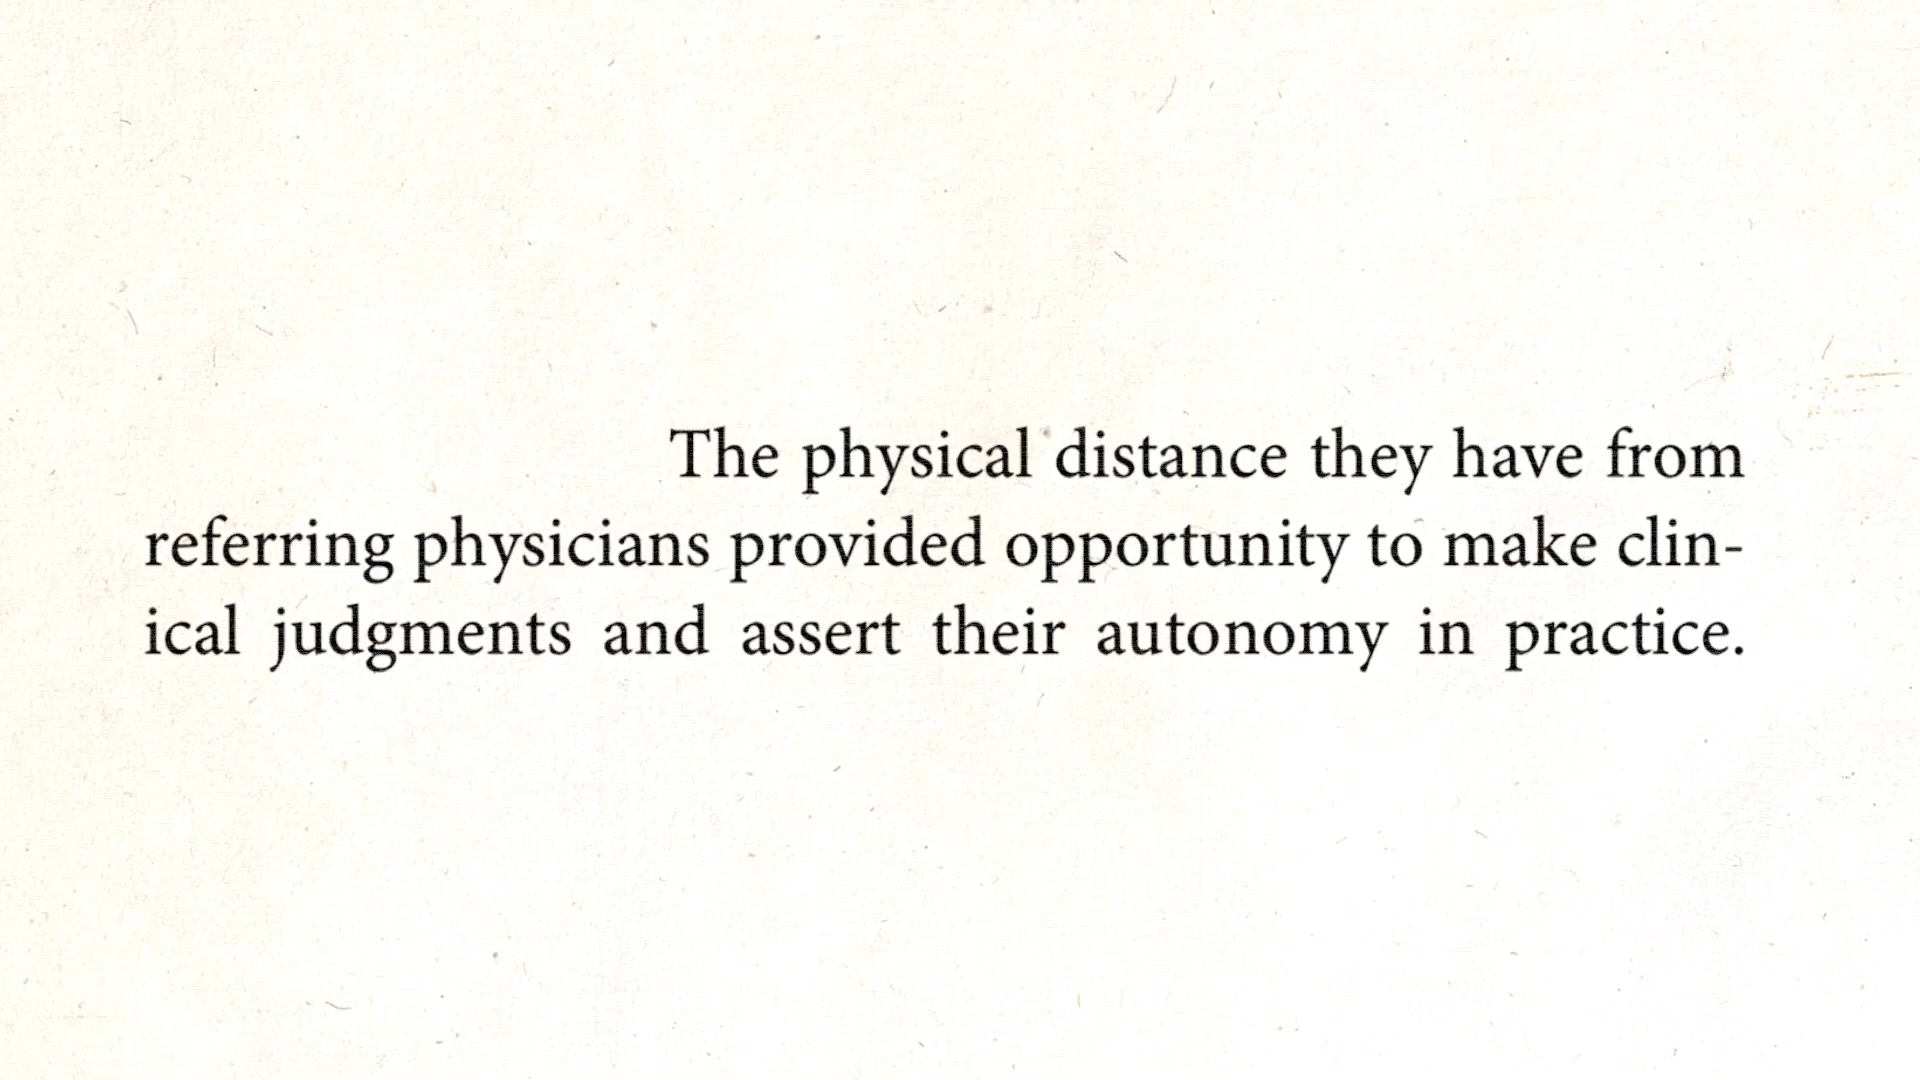 The physical distance they have from
referring physicians provided opportunity to make clin-
ical judgments and assert their autonomy in practice.